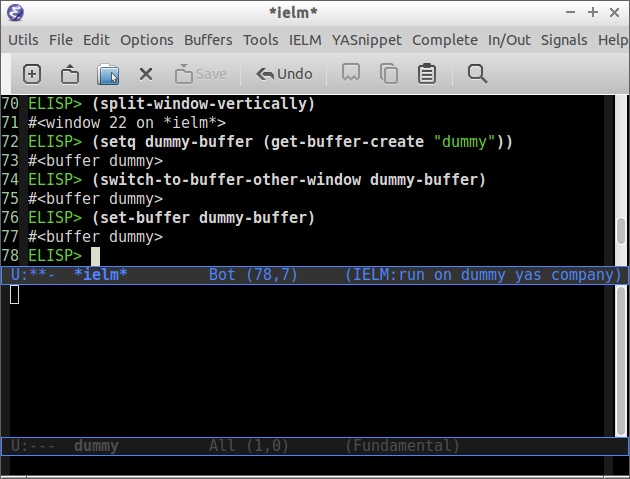 *ielm*
Utils File Edit Options Buffers Tools IELM YASnippet Complete In/Out Signals Help
Save Undo
70 ELISP> (split-window-vertically)
71 #<window 22 on *ielm*>
72 ELISP> (setq dummy-buffer (get-buffer-create "dummy"))
73 #<buffer dummy>
74 ELISP> (switch-to-buffer-other-window dummy-buffer)
75 #<buffer dummy>
76 ELISP> (set-buffer dummy-buffer)
77 #<buffer dummy>
78 ELISP>
U:**- *ielm* Bot (78,7) (IELM:run on dummy yas company)
U:--- dummy All (1,0) (Fundamental)